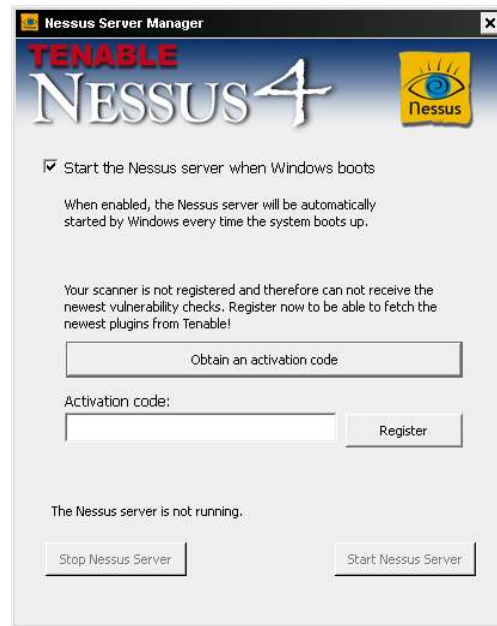 Nessus Server Manager
TENABLE
NESSUS 4
Nessus
Start the Nessus server when Windows boots
When enabled, the Nessus server will be automatically
started by Windows every time the system boots up.
Your scanner is not registered and therefore can not receive the
newest vulnerability checks. Register now to be able to fetch the
newest plugins from Tenable!
Obtain an activation code
Activation code:
Register
The Nessus server is not running.
Stop Nessus Server
Start Nessus Server